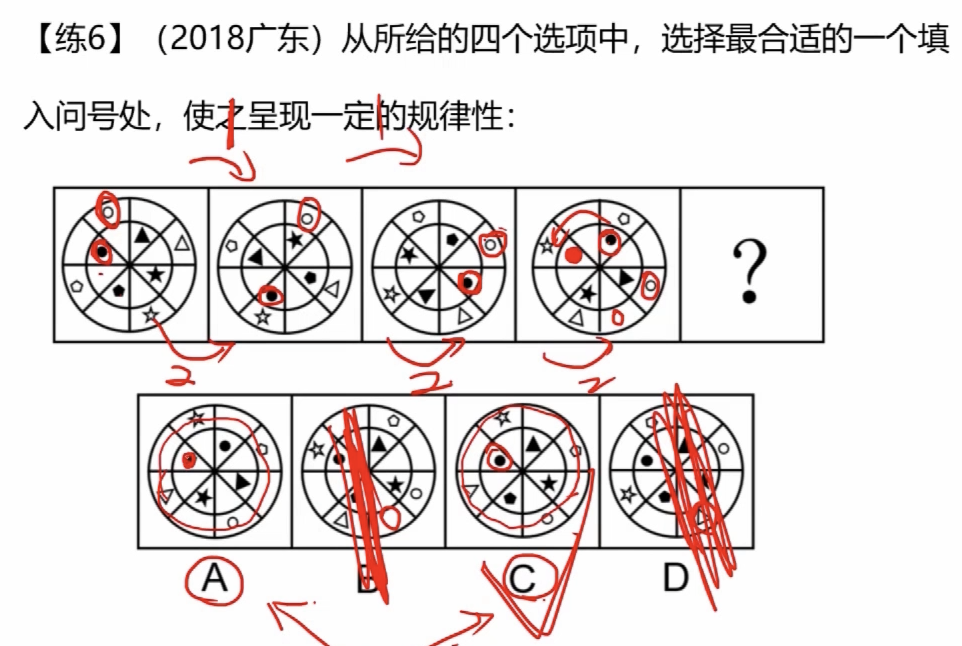 【练6】（2018广东）从所给的四个选项中，选择最合适的一个填
入问号处，使之呈现一定的规律性：
1 1
?
2 2 2
A B C D